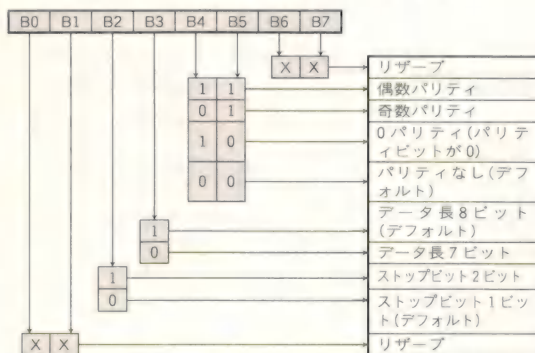 B0 B1 B2 B3 B4 B5 B6 B7
X X リザーブ
1 1 偶数パリティ
0 1 奇数パリティ
1 0 0パリティ(パリテ
ィビットが0)
0 0 パリティなし(デフ
ォルト)
1 データ長8ビット
(デフォルト)
0 データ長7ビット
1 ストップビット2ビット
0 ストップビット1ビッ
ト(デフォルト)
X X リザーブ